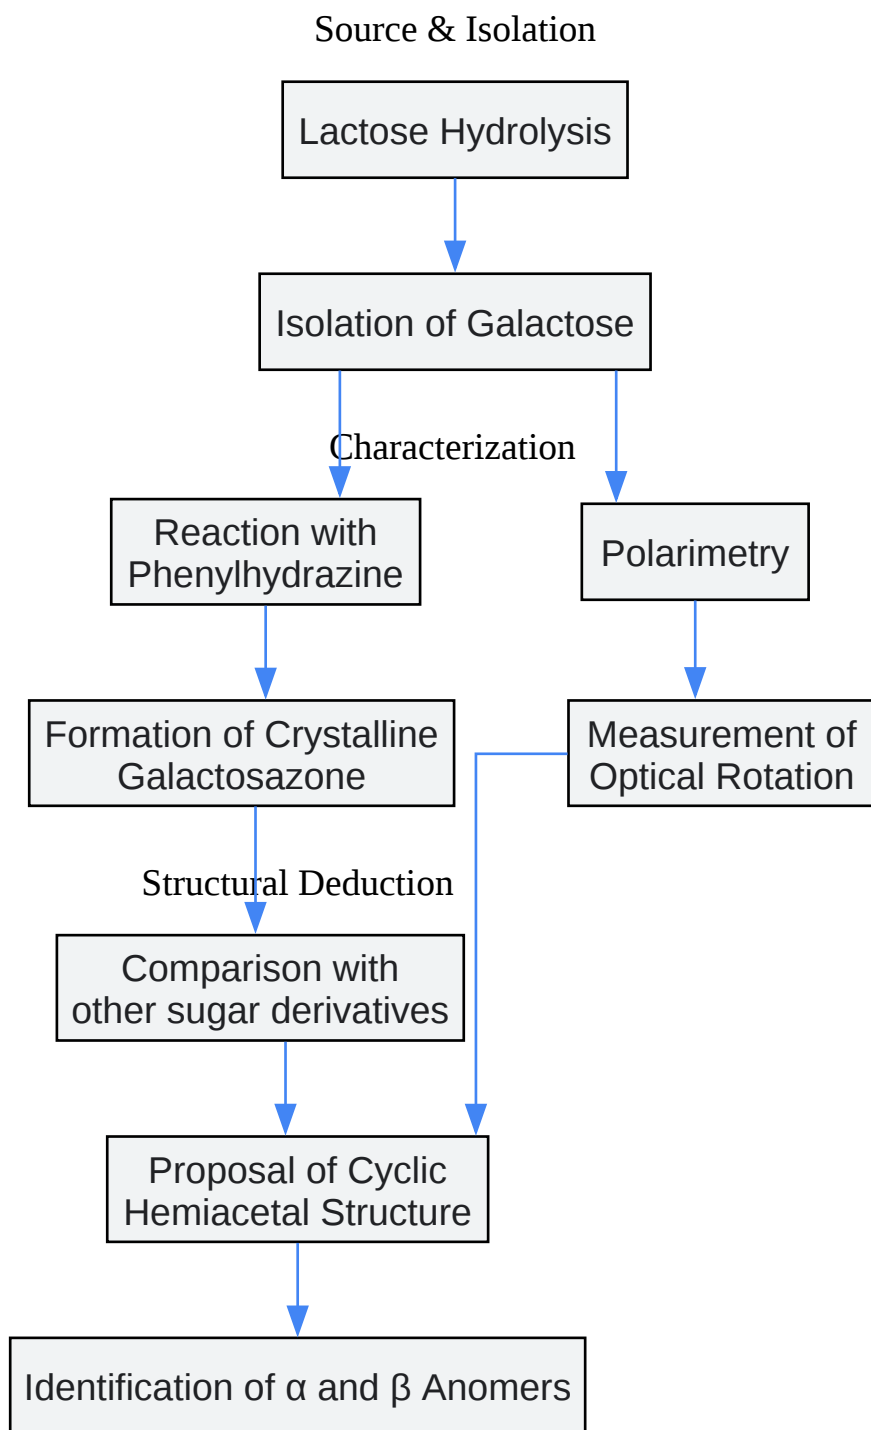 Source & Isolation
Lactose Hydrolysis
Isolation of Galactose
Characterization
Reaction with
Phenylhydrazine
Polarimetry
Formation of Crystalline
Galactosazone
Measurement of
Optical Rotation
Structural Deduction
Comparison with
other sugar derivatives
Proposal of Cyclic
Hemiacetal Structure
Identification of α and β Anomers